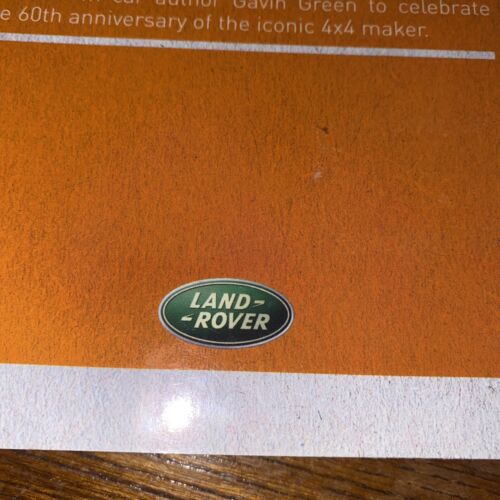 car author Gavin Green to celebrate
e 60th anniversary of the iconic 4x4 maker.
LAND-
-ROVER